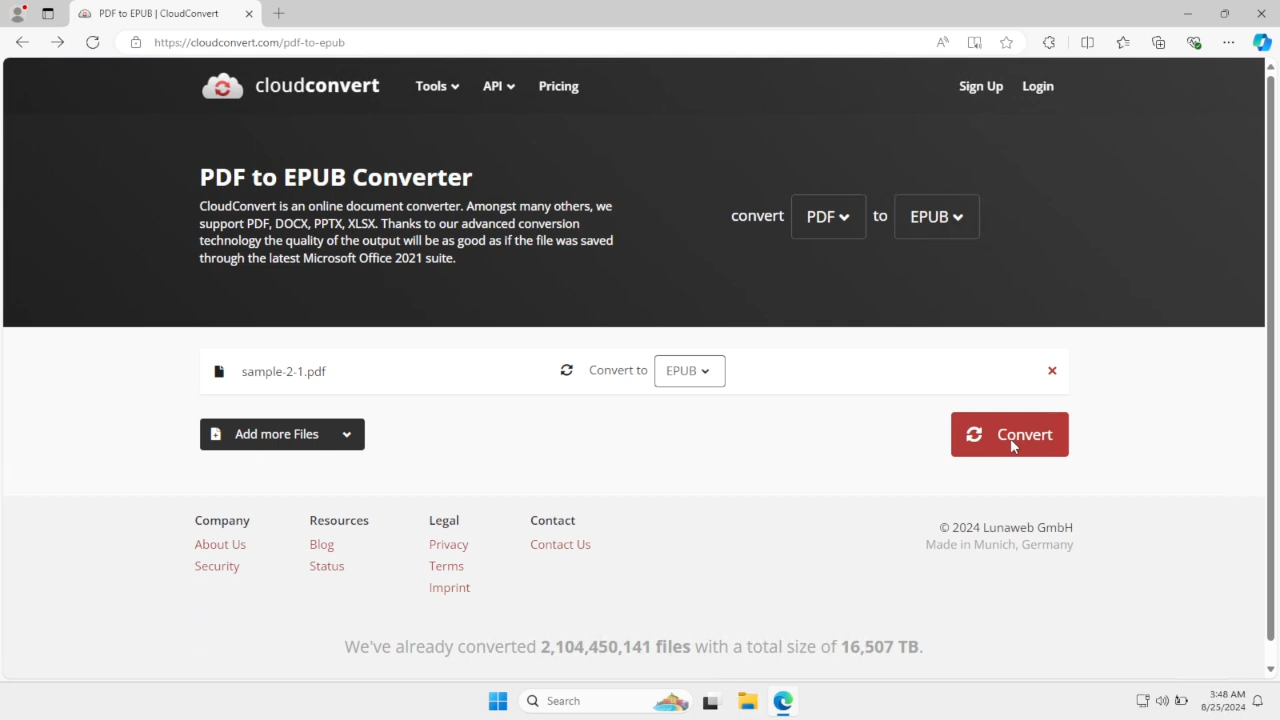 PDF to EPUB | CloudConvert
https://cloudconvert.com/pdf-to-epub
cloudconvert
Tools
API
Pricing
Sign Up
Login
PDF to EPUB Converter
CloudConvert is an online document converter. Amongst many others, we
support PDF, DOCX, PPTX, XLSX. Thanks to our advanced conversion
technology the quality of the output will be as good as if the file was saved
through the latest Microsoft Office 2021 suite.
convert PDF to EPUB
sample-2-1.pdf
Convert to EPUB
Add more Files
Convert
Company
About Us
Security
Resources
Blog
Status
Legal
Privacy
Terms
Imprint
Contact
Contact Us
© 2024 Lunaweb GmbH
Made in Munich, Germany
We've already converted 2,104,450,141 files with a total size of 16,507 TB.
Search
3:48 AM
8/25/2024